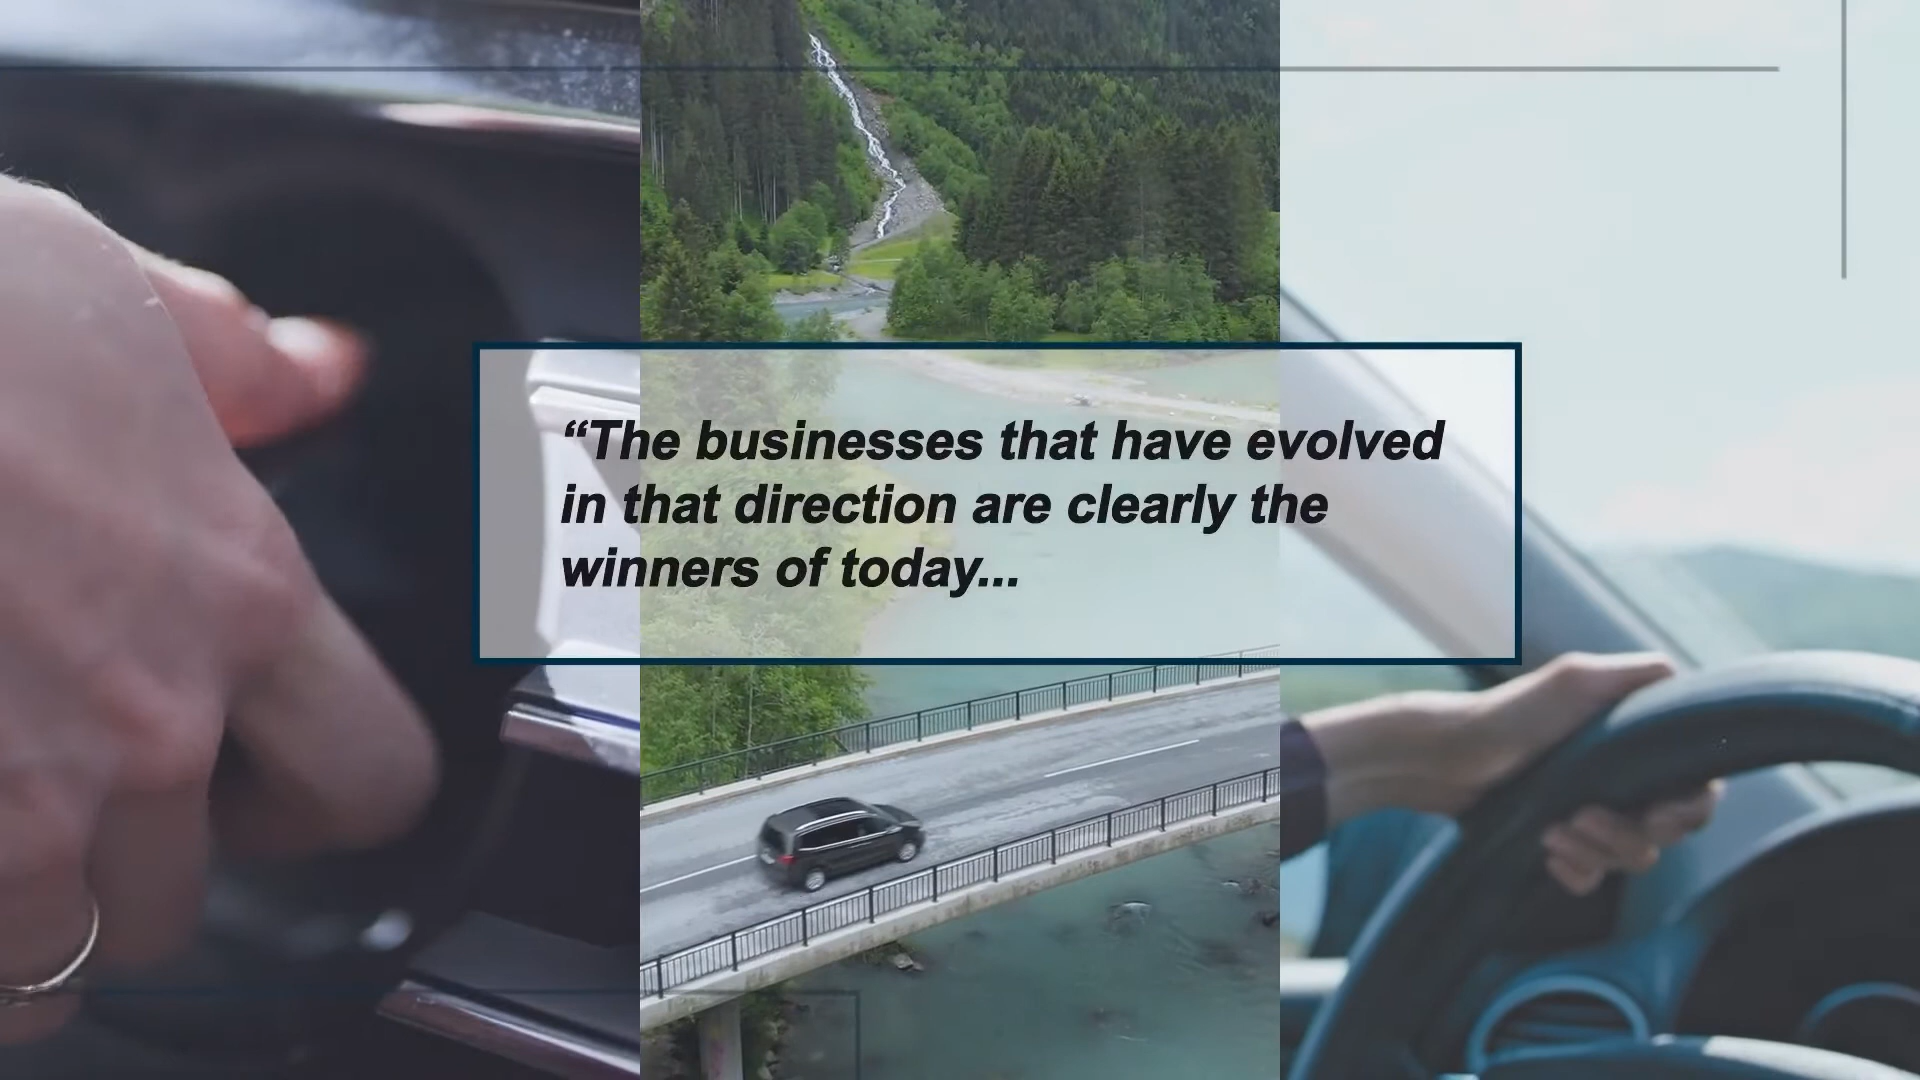 “The businesses that have evolved
in that direction are clearly the
winners of today...